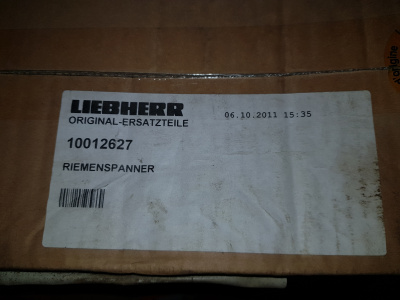 LIEBHERR
ORIGINAL-ERSATZTEILE
06.10.2011 15:35
10012627
RIEMENSPANNER